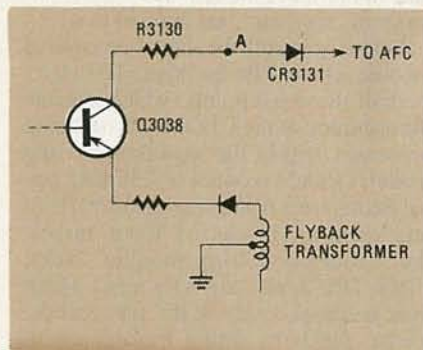 R3130
A
TO AFC
CR3131
Q3038
FLYBACK
TRANSFORMER